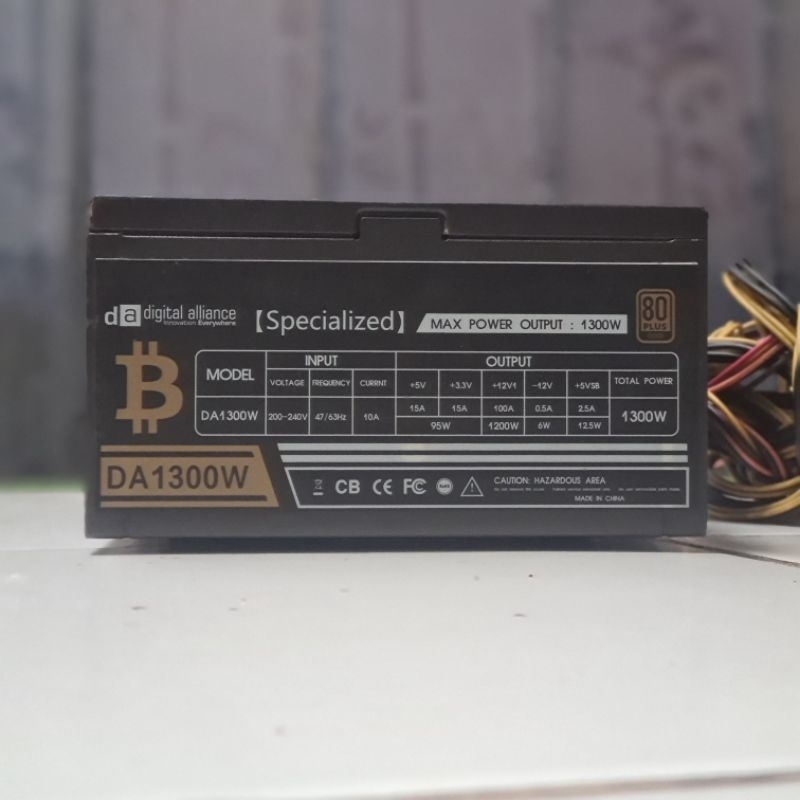 da digital alliance
Innovation Everywhere
【Specialized】 MAX POWER OUTPUT : 1300W
80
PLUS
MODEL INPUT OUTPUT
VOLTAGE FREQUENCY CURRNT +5V +3.3V +12V1 -12V +5VSB TOTAL POWER
DA1300W 200-240V 47/63Hz 10A 15A 15A 100A 0.5A 2.5A 1300W
95W 1200W 6W 12.5W
DA1300W
CB CE FC
CAUTION: HAZARDOUS AREA
MADE IN CHINA